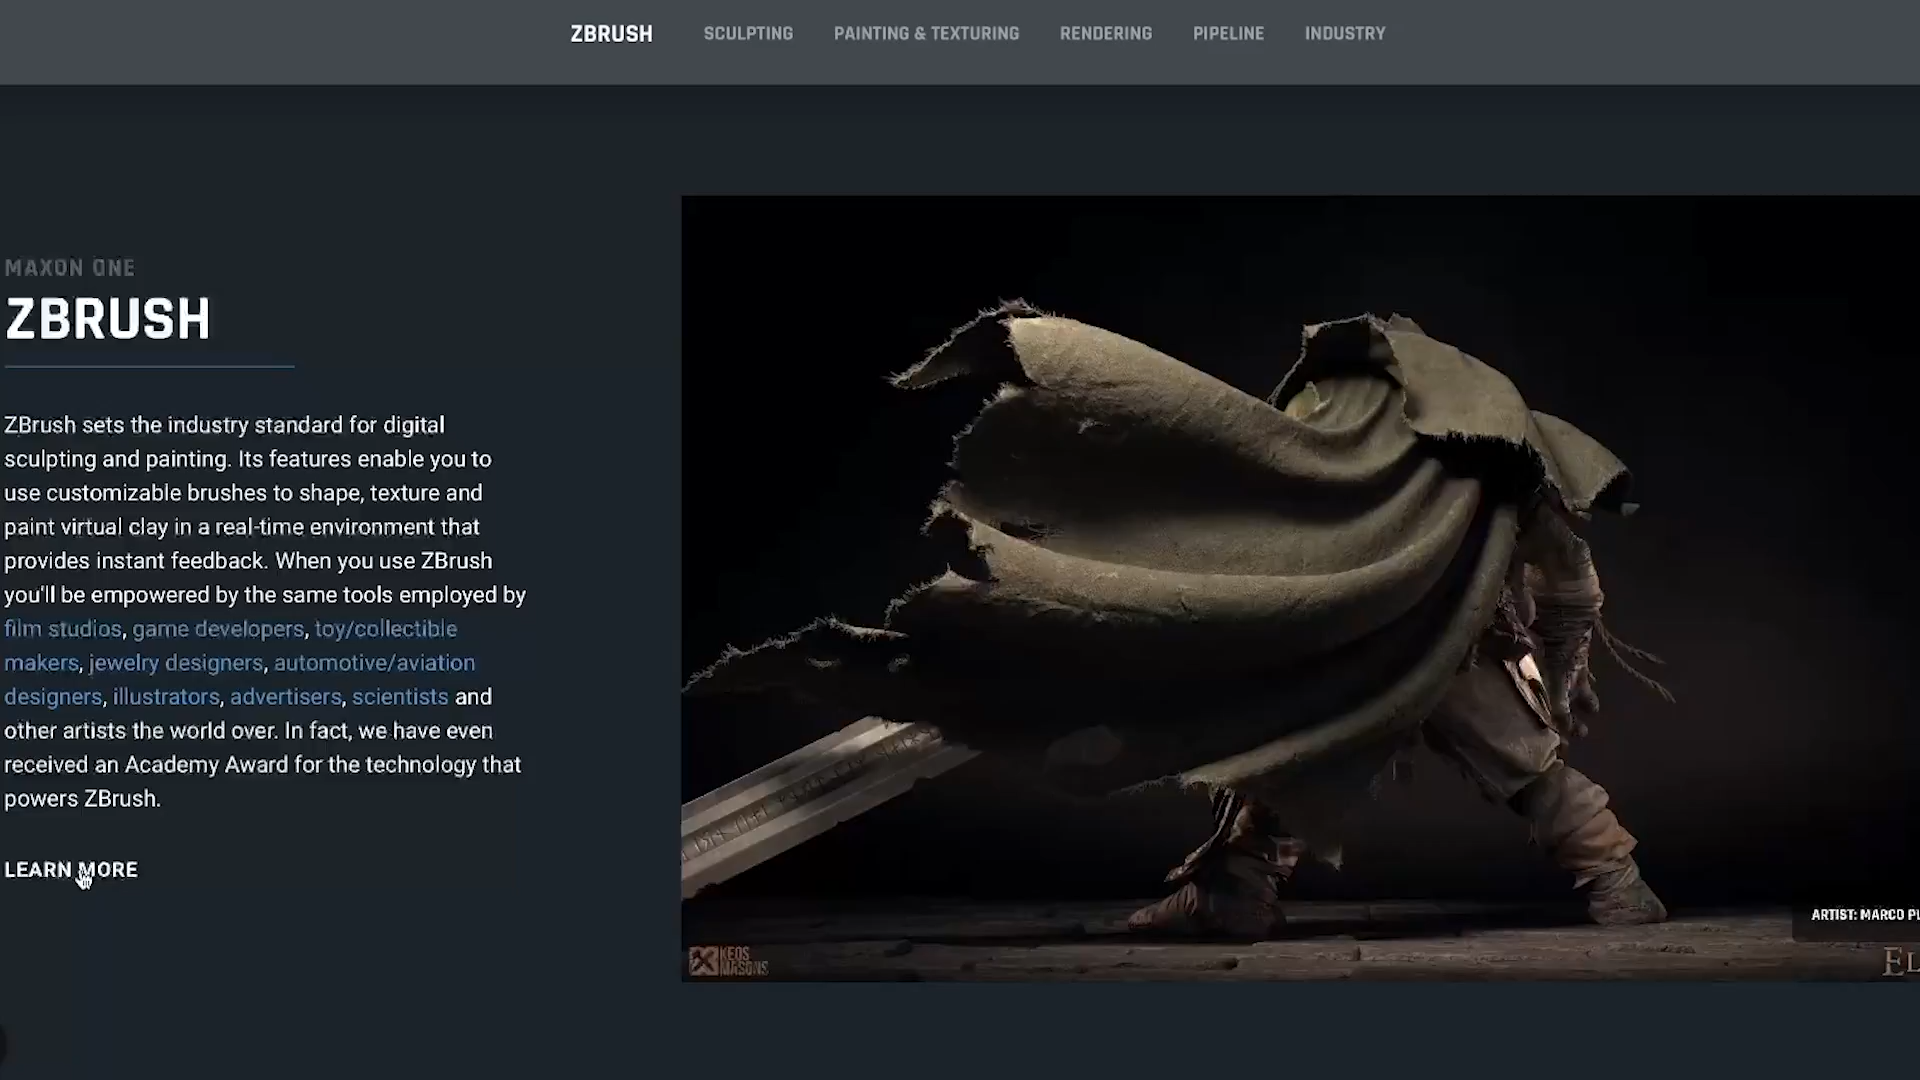 ZBRUSH SCULPTING PAINTING & TEXTURING RENDERING PIPELINE INDUSTRY
MAXON ONE
ZBRUSH
ZBrush sets the industry standard for digital
sculpting and painting. Its features enable you to
use customizable brushes to shape, texture and
paint virtual clay in a real-time environment that
provides instant feedback. When you use ZBrush
you'll be empowered by the same tools employed by
film studios, game developers, toy/collectible
makers, jewelry designers, automotive/aviation
designers, illustrators, advertisers, scientists and
other artists the world over. In fact, we have even
received an Academy Award for the technology that
powers ZBrush.
LEARN MORE
ARTIST: MARCO PL
KEOS
MASONS
EL